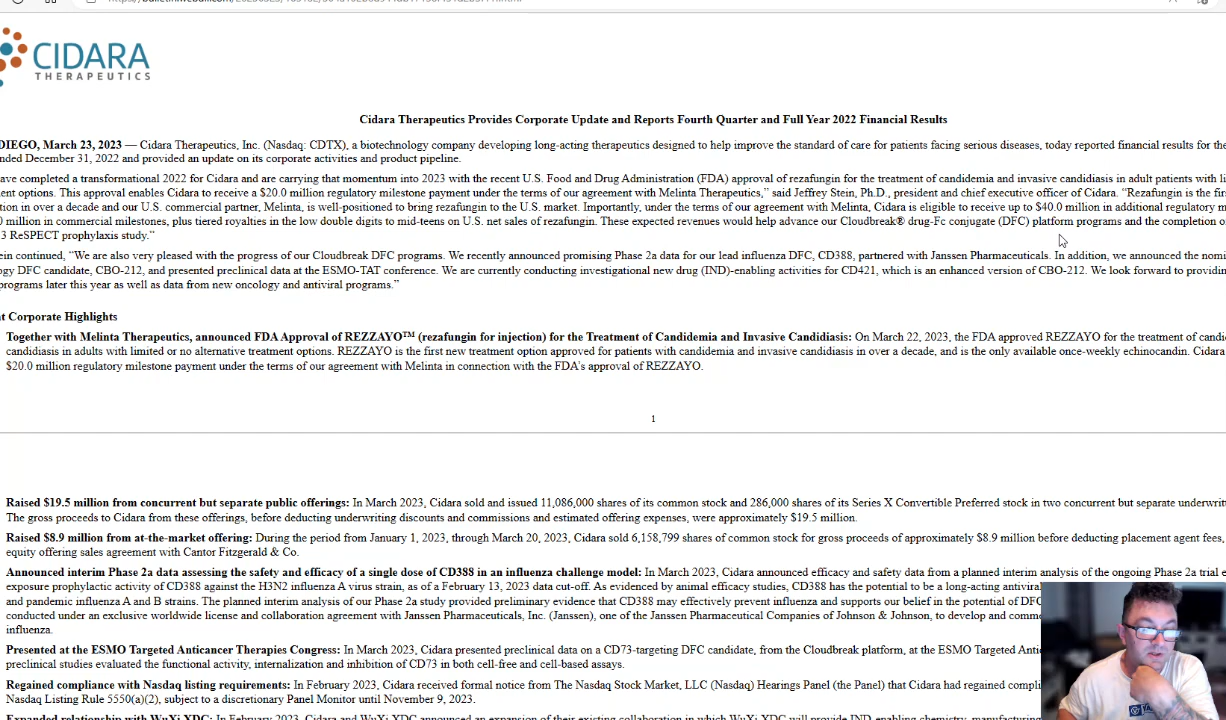 CIDARA
THERAPEUTICS
Cidara Therapeutics Provides Corporate Update and Reports Fourth Quarter and Full Year 2022 Financial Results
DIEGO, March 23, 2023 — Cidara Therapeutics, Inc. (Nasdaq: CDTX), a biotechnology company developing long-acting therapeutics designed to help improve the standard of care for patients facing serious diseases, today reported financial results for the
nded December 31, 2022 and provided an update on its corporate activities and product pipeline.
ave completed a transformational 2022 for Cidara and are carrying that momentum into 2023 with the recent U.S. Food and Drug Administration (FDA) approval of rezafungin for the treatment of candidemia and invasive candidiasis in adult patients with li
ent options. This approval enables Cidara to receive a $20.0 million regulatory milestone payment under the terms of our agreement with Melinta Therapeutics,” said Jeffrey Stein, Ph.D., president and chief executive officer of Cidara. “Rezafungin is the fir
tion in over a decade and our U.S. commercial partner, Melinta, is well-positioned to bring rezafungin to the U.S. market. Importantly, under the terms of our agreement with Melinta, Cidara is eligible to receive up to $40.0 million in additional regulatory m
0 million in commercial milestones, plus tiered royalties in the low double digits to mid-teens on U.S. net sales of rezafungin. These expected revenues would help advance our Cloudbreak® drug-Fc conjugate (DFC) platform programs and the completion o
3 ReSPECT prophylaxis study.”
ein continued, “We are also very pleased with the progress of our Cloudbreak DFC programs. We recently announced promising Phase 2a data for our lead influenza DFC, CD388, partnered with Janssen Pharmaceuticals. In addition, we announced the nomi
ogy DFC candidate, CBO-212, and presented preclinical data at the ESMO-TAT conference. We are currently conducting investigational new drug (IND)-enabling activities for CD421, which is an enhanced version of CBO-212. We look forward to providin
programs later this year as well as data from new oncology and antiviral programs.”
t Corporate Highlights
Together with Melinta Therapeutics, announced FDA Approval of REZZAYO™ (rezafungin for injection) for the Treatment of Candidemia and Invasive Candidiasis: On March 22, 2023, the FDA approved REZZAYO for the treatment of candi
candidiasis in adults with limited or no alternative treatment options. REZZAYO is the first new treatment option approved for patients with candidemia and invasive candidiasis in over a decade, and is the only available once-weekly echinocandin. Cidara
$20.0 million regulatory milestone payment under the terms of our agreement with Melinta in connection with the FDA's approval of REZZAYO.
1
Raised $19.5 million from concurrent but separate public offerings: In March 2023, Cidara sold and issued 11,086,000 shares of its common stock and 286,000 shares of its Series X Convertible Preferred stock in two concurrent but separate underwrit
The gross proceeds to Cidara from these offerings, before deducting underwriting discounts and commissions and estimated offering expenses, were approximately $19.5 million.
Raised $8.9 million from at-the-market offering: During the period from January 1, 2023, through March 20, 2023, Cidara sold 6,158,799 shares of common stock for gross proceeds of approximately $8.9 million before deducting placement agent fees,
equity offering sales agreement with Cantor Fitzgerald & Co.
Announced interim Phase 2a data assessing the safety and efficacy of a single dose of CD388 in an influenza challenge model: In March 2023, Cidara announced efficacy and safety data from a planned interim analysis of the ongoing Phase 2a trial e
exposure prophylactic activity of CD388 against the H3N2 influenza A virus strain, as of a February 13, 2023 data cut-off. As evidenced by animal efficacy studies, CD388 has the potential to be a long-acting antivira
and pandemic influenza A and B strains. The planned interim analysis of our Phase 2a study provided preliminary evidence that CD388 may effectively prevent influenza and supports our belief in the potential of DFC
conducted under an exclusive worldwide license and collaboration agreement with Janssen Pharmaceuticals, Inc. (Janssen), one of the Janssen Pharmaceutical Companies of Johnson & Johnson, to develop and comme
influenza.
Presented at the ESMO Targeted Anticancer Therapies Congress: In March 2023, Cidara presented preclinical data on a CD73-targeting DFC candidate, from the Cloudbreak platform, at the ESMO Targeted Anti
preclinical studies evaluated the functional activity, internalization and inhibition of CD73 in both cell-free and cell-based assays.
Regained compliance with Nasdaq listing requirements: In February 2023, Cidara received formal notice from The Nasdaq Stock Market, LLC (Nasdaq) Hearings Panel (the Panel) that Cidara had regained compli
Nasdaq Listing Rule 5550(a)(2), subject to a discretionary Panel Monitor until November 9, 2023.
Expanded relationship with WuXi XDC: In February 2023, Cidara and WuXi XDC announced an expansion of their existing collaboration in which WuXi XDC will provide IND-enabling chemistry, manufacturing